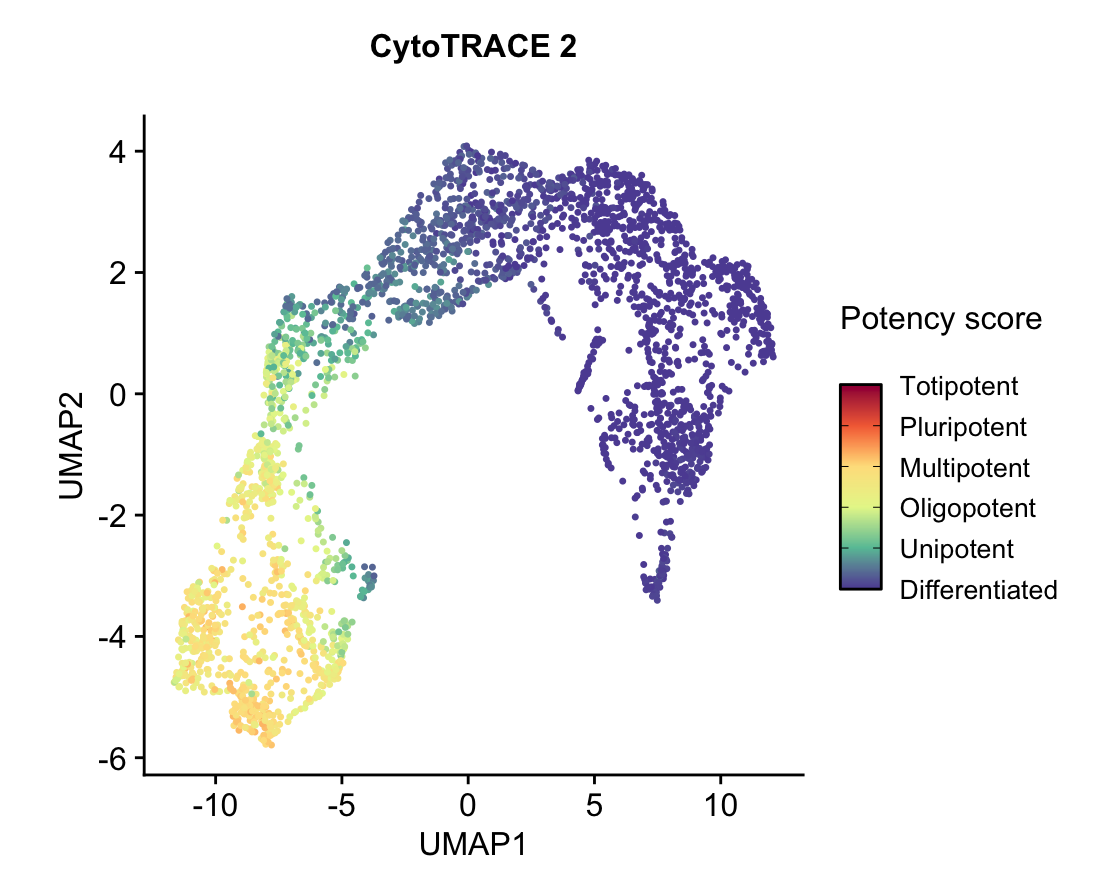 CytoTRACE 2
4
2
0
-2
-4
-6
UMAP2
-10
-5
0
5
10
UMAP1
Potency score
Totipotent
Pluripotent
Multipotent
Oligopotent
Unipotent
Differentiated